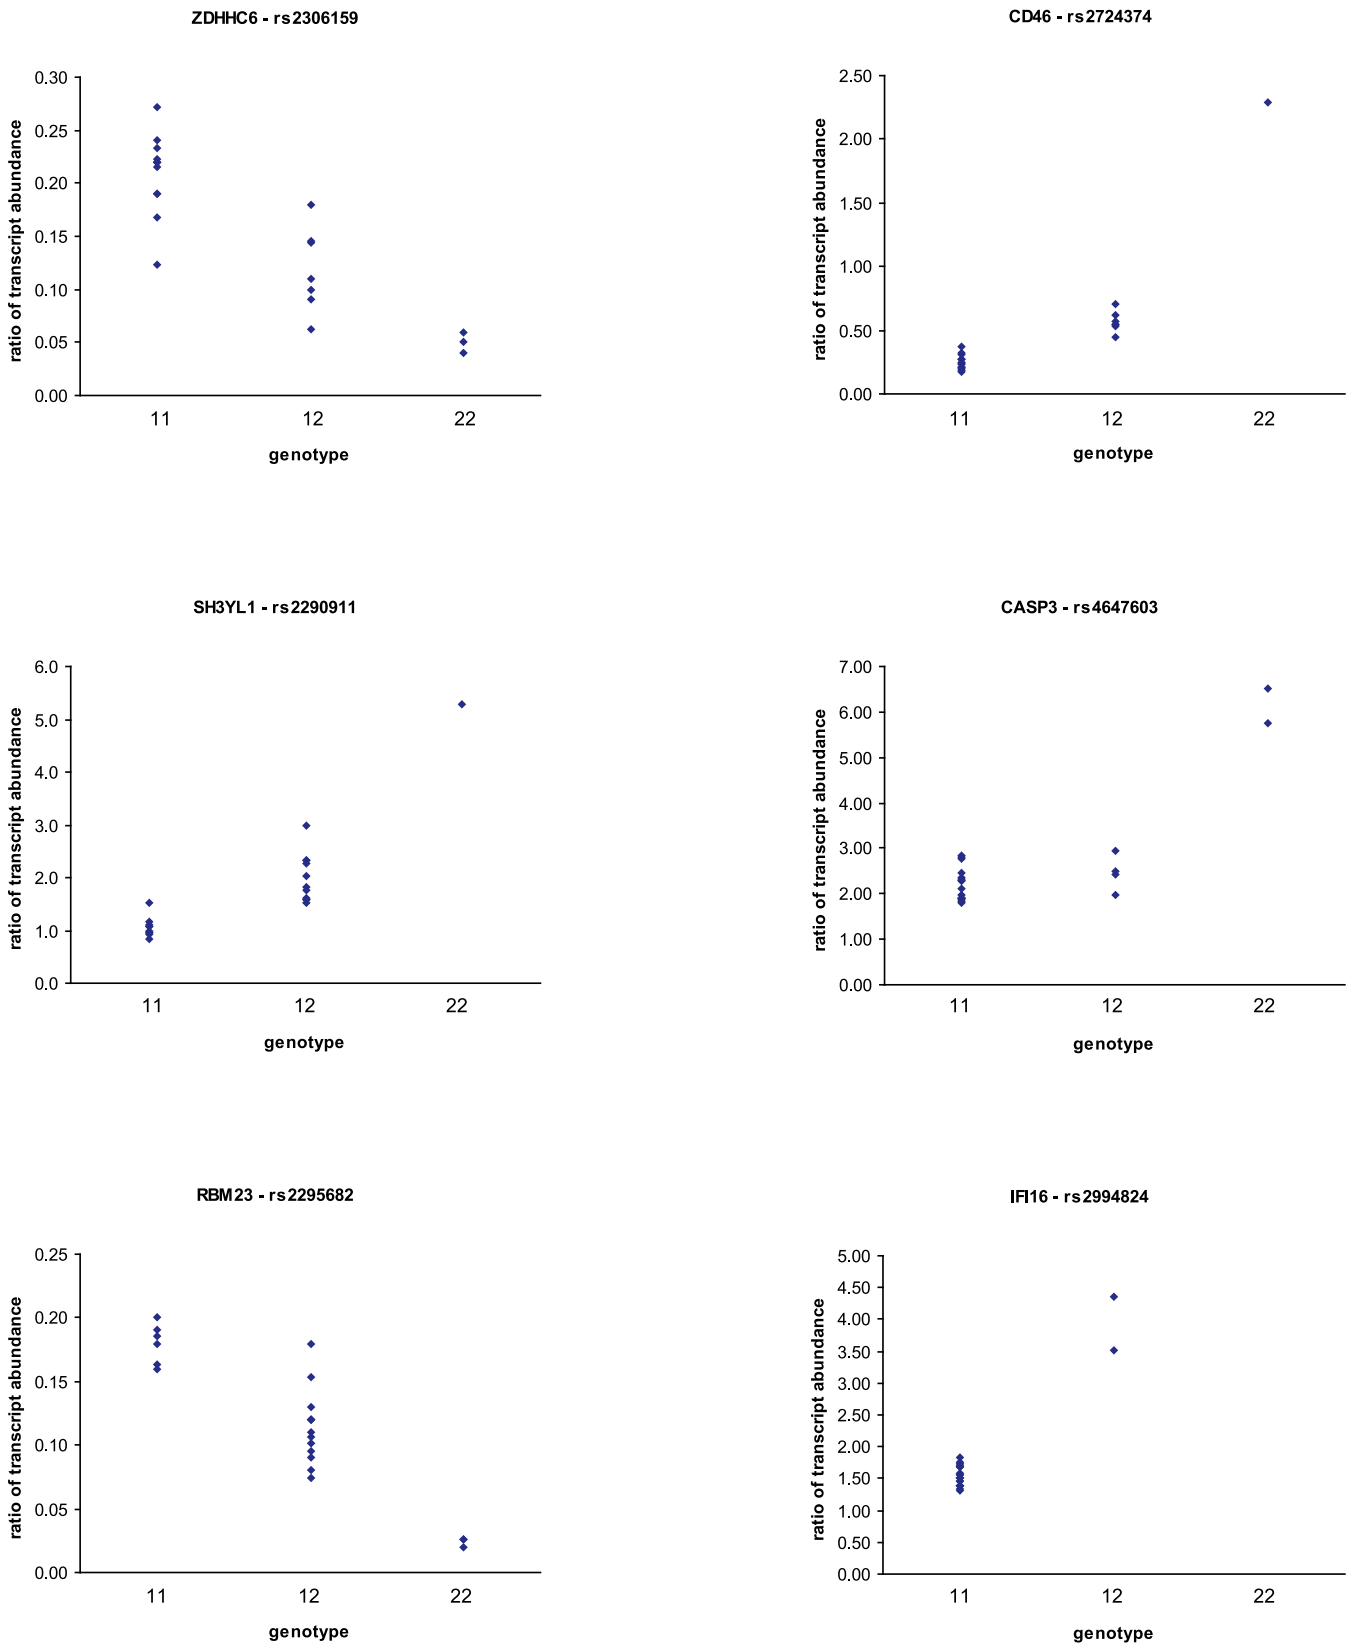 ZDHHC6 - rs2306159
ratio of transcript abundance
0.30
0.25
0.20
0.15
0.10
0.05
0.00
11 12 22
genotype
CD46 - rs2724374
ratio of transcript abundance
2.50
2.00
1.50
1.00
0.50
0.00
11 12 22
genotype
SH3YL1 - rs2290911
ratio of transcript abundance
6.0
5.0
4.0
3.0
2.0
1.0
0.0
11 12 22
genotype
CASP3 - rs4647603
ratio of transcript abundance
7.00
6.00
5.00
4.00
3.00
2.00
1.00
0.00
11 12 22
genotype
RBM23 - rs2295682
ratio of transcript abundance
0.25
0.20
0.15
0.10
0.05
0.00
11 12 22
genotype
IFI16 - rs2994824
ratio of transcript abundance
5.00
4.50
4.00
3.50
3.00
2.50
2.00
1.50
1.00
0.50
0.00
11 12 22
genotype